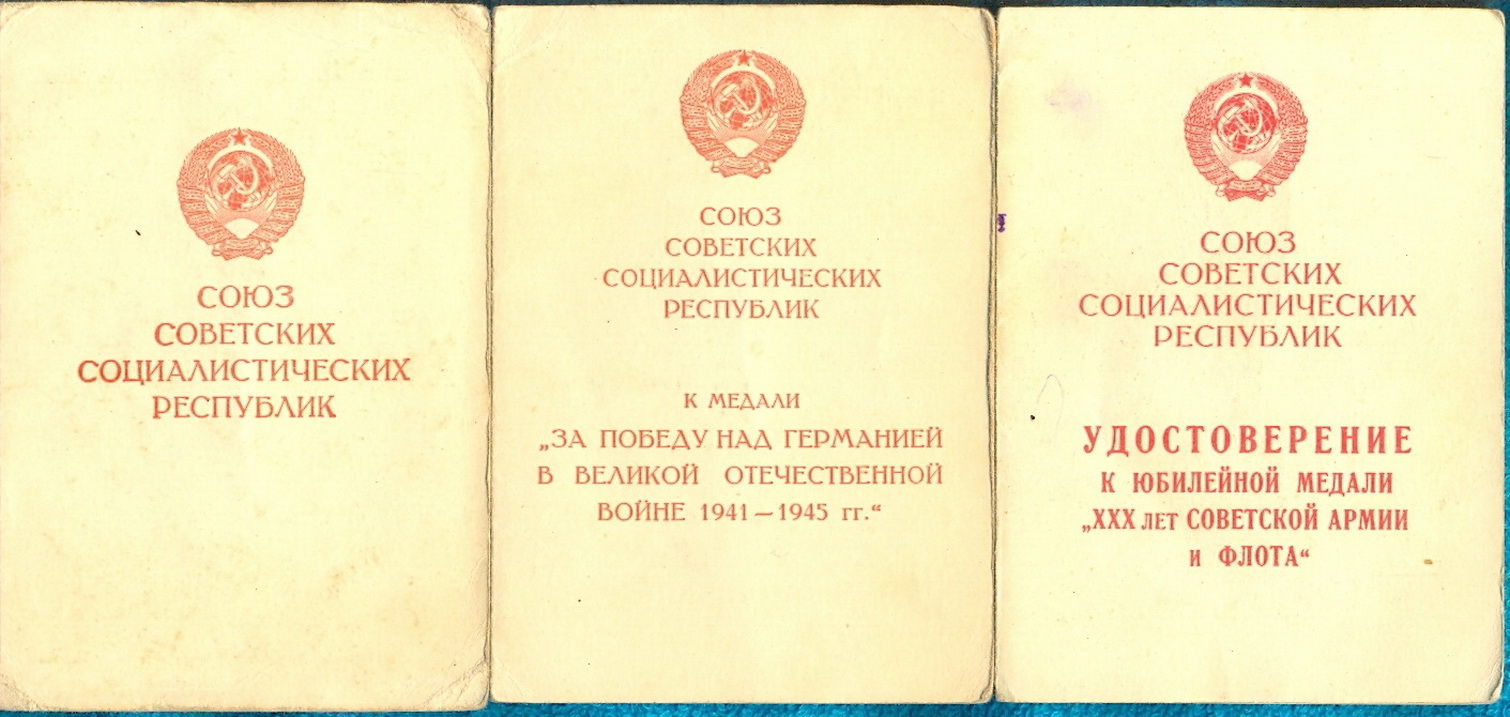 СОЮЗ
СОВЕТСКИХ
СОЦИАЛИСТИЧЕСКИХ
РЕСПУБЛИК
СОЮЗ
СОВЕТСКИХ
СОЦИАЛИСТИЧЕСКИХ
РЕСПУБЛИК
К МЕДАЛИ
„ЗА ПОБЕДУ НАД ГЕРМАНИЕЙ
В ВЕЛИКОЙ ОТЕЧЕСТВЕННОЙ
ВОЙНЕ 1941—1945 гг.“
СОЮЗ
СОВЕТСКИХ
СОЦИАЛИСТИЧЕСКИХ
РЕСПУБЛИК
УДОСТОВЕРЕНИЕ
К ЮБИЛЕЙНОЙ МЕДАЛИ
„XXX ЛЕТ СОВЕТСКОЙ АРМИИ
И ФЛОТА“